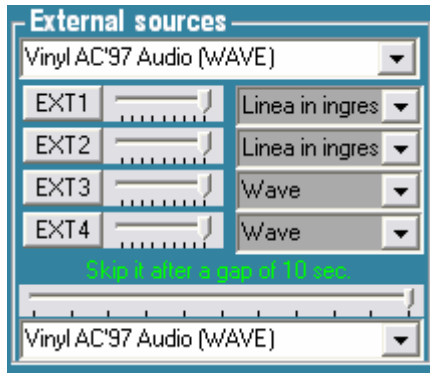 External sources
Vinyl AC'97 Audio (WAVE)
EXT1 Linea in ingres
EXT2 Linea in ingres
EXT3 Wave
EXT4 Wave
Skip it after a gap of 10 sec.
Vinyl AC'97 Audio (WAVE)